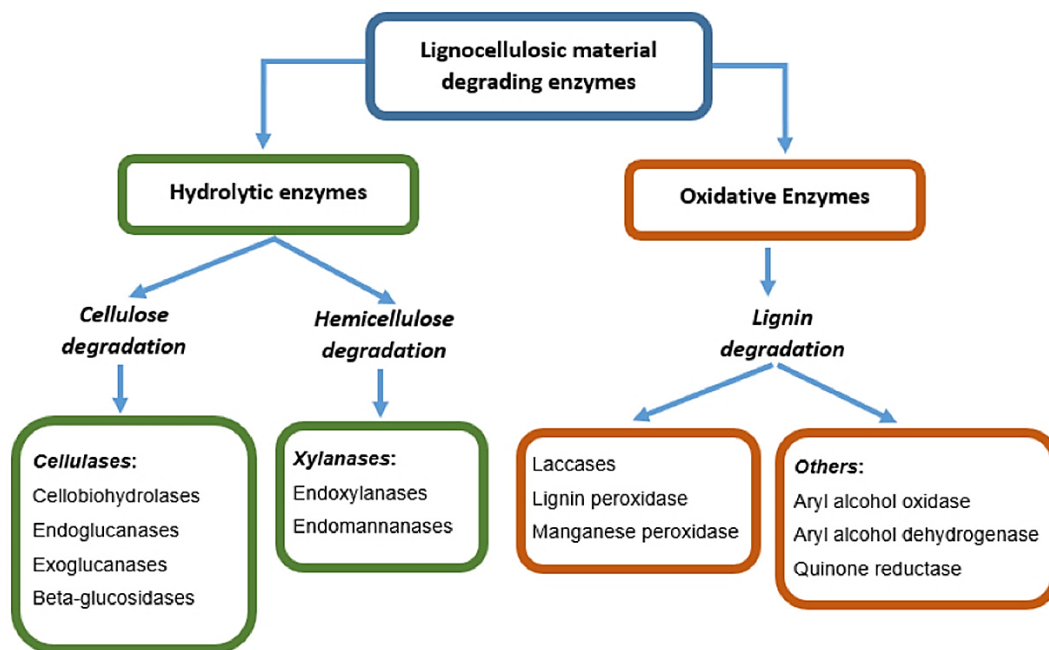 Lignocellulosic material
degrading enzymes
Hydrolytic enzymes
Oxidative Enzymes
Cellulose
degradation
Hemicellulose
degradation
Lignin
degradation
Cellulases:
Cellobiohydrolases
Endoglucanases
Exoglucanases
Beta-glucosidases
Xylanases:
Endoxylanases
Endomannanases
Laccases
Lignin peroxidase
Manganese peroxidase
Others:
Aryl alcohol oxidase
Aryl alcohol dehydrogenase
Quinone reductase